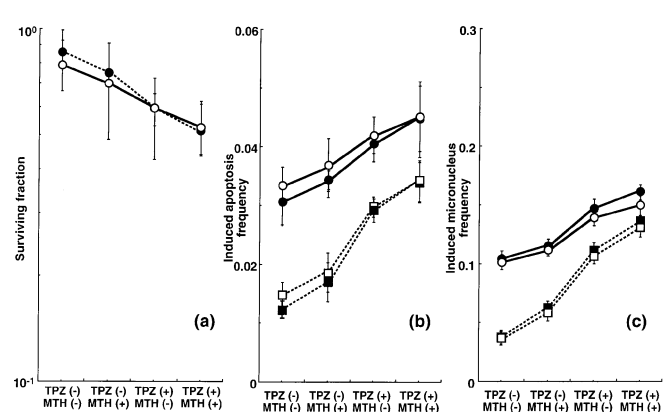 10⁰
10⁻¹
Surviving fraction
(a)
TPZ (-) TPZ (-) TPZ (+) TPZ (+)
MTH (-) MTH (+) MTH (-) MTH (+)
0.06
0.04
0.02
0
Induced apoptosis
frequency
(b)
TPZ (-) TPZ (-) TPZ (+) TPZ (+)
MTH (-) MTH (+) MTH (-) MTH (+)
0.3
0.2
0.1
0
Induced micronucleus
frequency
(c)
TPZ (-) TPZ (-) TPZ (+) TPZ (+)
MTH (-) MTH (+) MTH (-) MTH (+)